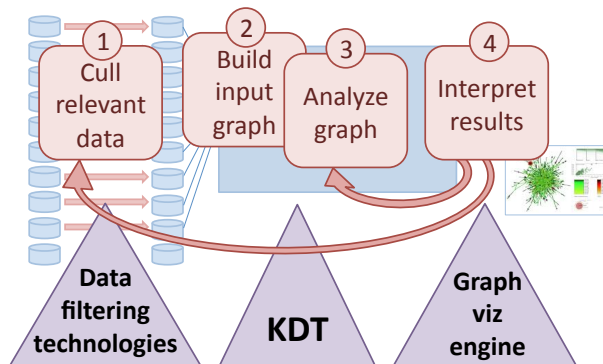 1
Cull
relevant
data
2
Build
input
graph
3
Analyze
graph
4
Interpret
results
Data
filtering
technologies
KDT
Graph
viz
engine